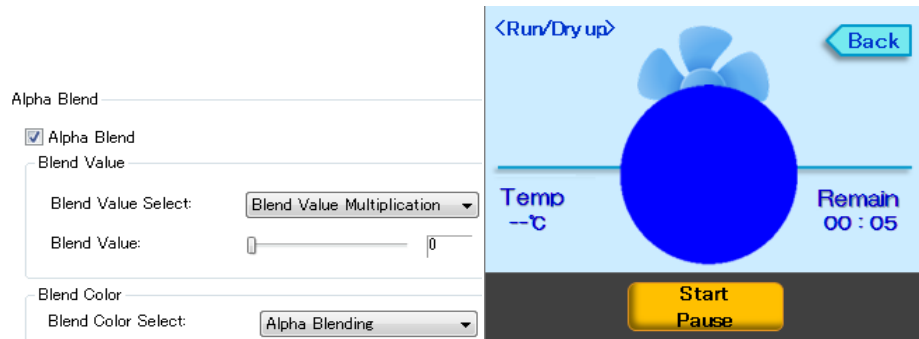 Alpha Blend
Alpha Blend
Blend Value
Blend Value Select: Blend Value Multiplication
Blend Value: 0
Blend Color
Blend Color Select: Alpha Blending
<Run/Dry up>
Back
Temp
--℃
Remain
00:05
Start
Pause